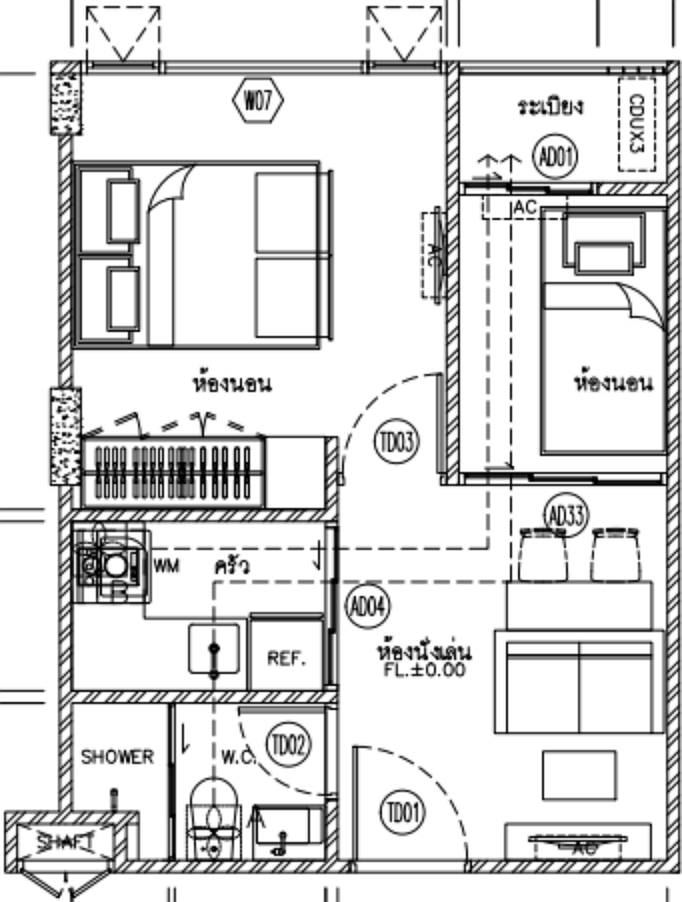 W07
ระเบียง
CDUX3
AD01
AC
AC
ห้องนอน
ห้องนอน
TD03
AD33
WM
ครัว
B
AD04
REF.
ห้องนั่งเล่น
FL.±0.00
SHOWER
W.C.
TD02
A
TD01
SHAFT
AC